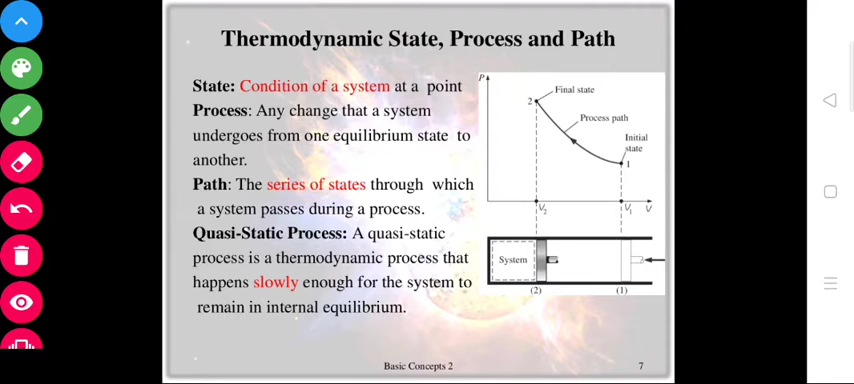 Thermodynamic State, Process and Path
State: Condition of a system at a point
Process: Any change that a system
undergoes from one equilibrium state to
another.
Path: The series of states through which
a system passes during a process.
Quasi-Static Process: A quasi-static
process is a thermodynamic process that
happens slowly enough for the system to
remain in internal equilibrium.
P
Final state
2
Process path
Initial
state
1
V₂
V₁
V
System
(2)
(1)
Basic Concepts 2
7